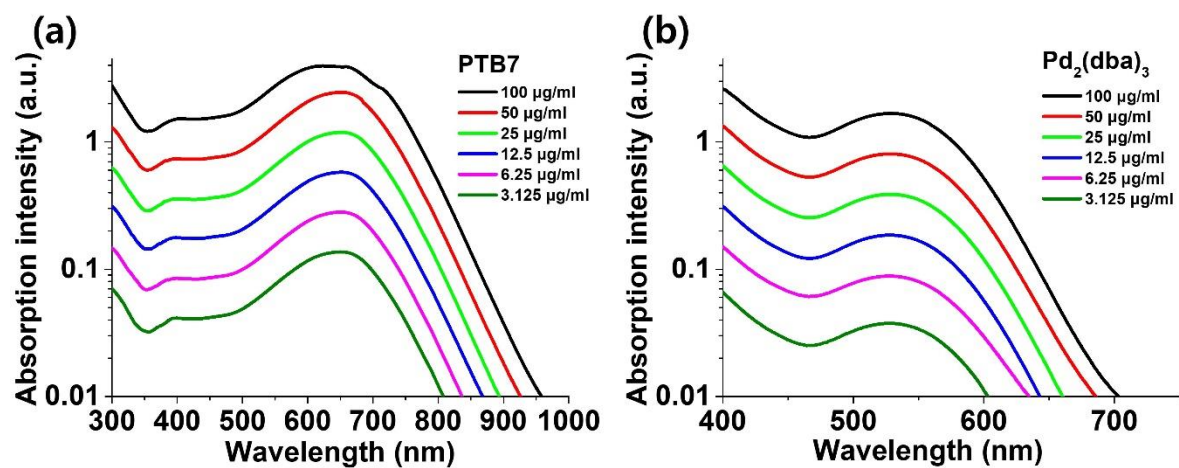 (a)
PTB7
100 µg/ml
50 µg/ml
25 µg/ml
12.5 µg/ml
6.25 µg/ml
3.125 µg/ml
Absorption intensity (a.u.)
1
0.1
0.01
300 400 500 600 700 800 900 1000
Wavelength (nm)
(b)
Pd₂(dba)₃
100 µg/ml
50 µg/ml
25 µg/ml
12.5 µg/ml
6.25 µg/ml
3.125 µg/ml
Absorption intensity (a.u.)
1
0.1
0.01
400 500 600 700
Wavelength (nm)